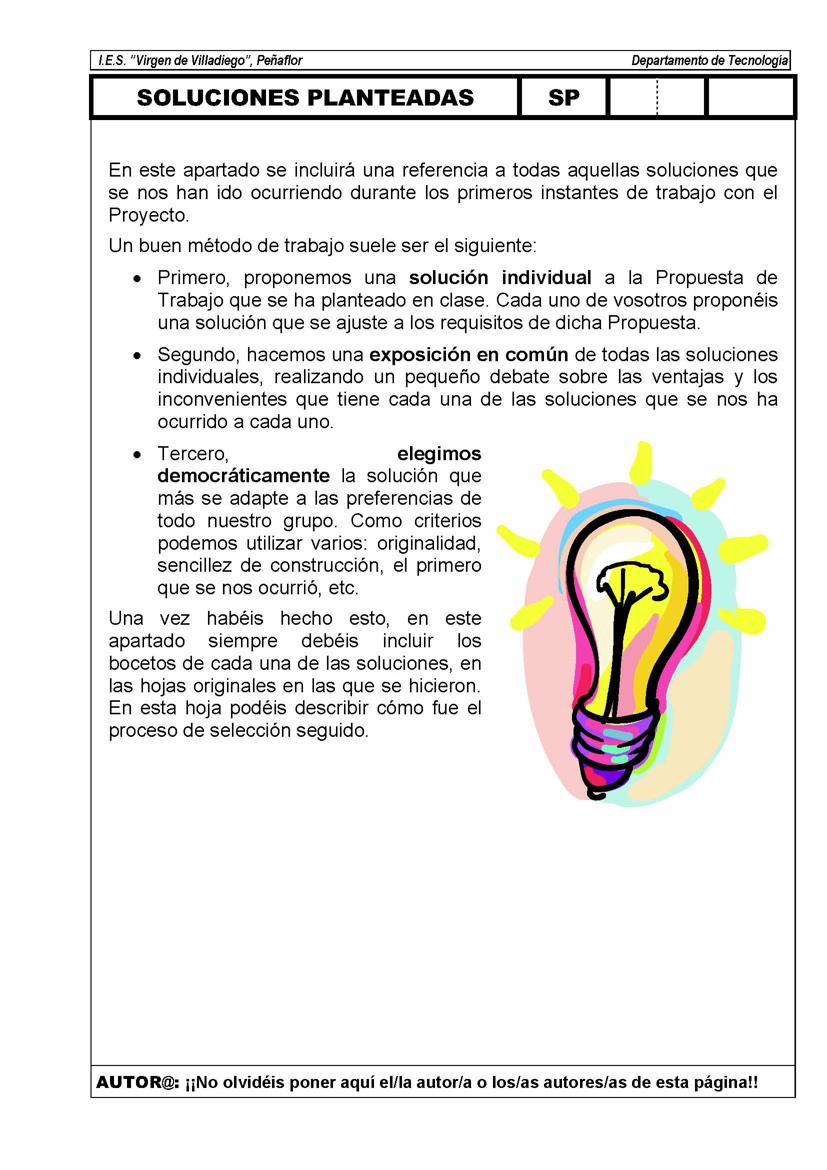 I.E.S. "Virgen de Villadiego", Peñaflor Departamento de Tecnología
SOLUCIONES PLANTEADAS SP
En este apartado se incluirá una referencia a todas aquellas soluciones que
se nos han ido ocurriendo durante los primeros instantes de trabajo con el
Proyecto.
Un buen método de trabajo suele ser el siguiente:
• Primero, proponemos una solución individual a la Propuesta de
Trabajo que se ha planteado en clase. Cada uno de vosotros proponéis
una solución que se ajuste a los requisitos de dicha Propuesta.
• Segundo, hacemos una exposición en común de todas las soluciones
individuales, realizando un pequeño debate sobre las ventajas y los
inconvenientes que tiene cada una de las soluciones que se nos ha
ocurrido a cada uno.
• Tercero, elegimos
democráticamente la solución que
más se adapte a las preferencias de
todo nuestro grupo. Como criterios
podemos utilizar varios: originalidad,
sencillez de construcción, el primero
que se nos ocurrió, etc.
Una vez habéis hecho esto, en este
apartado siempre debéis incluir los
bocetos de cada una de las soluciones, en
las hojas originales en las que se hicieron.
En esta hoja podéis describir cómo fue el
proceso de selección seguido.
AUTOR@: ¡¡No olvidéis poner aquí el/la autor/a o los/as autores/as de esta página!!